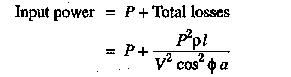 Input power = P + Total losses
= P + P²ρl / V² cos² ϕ a